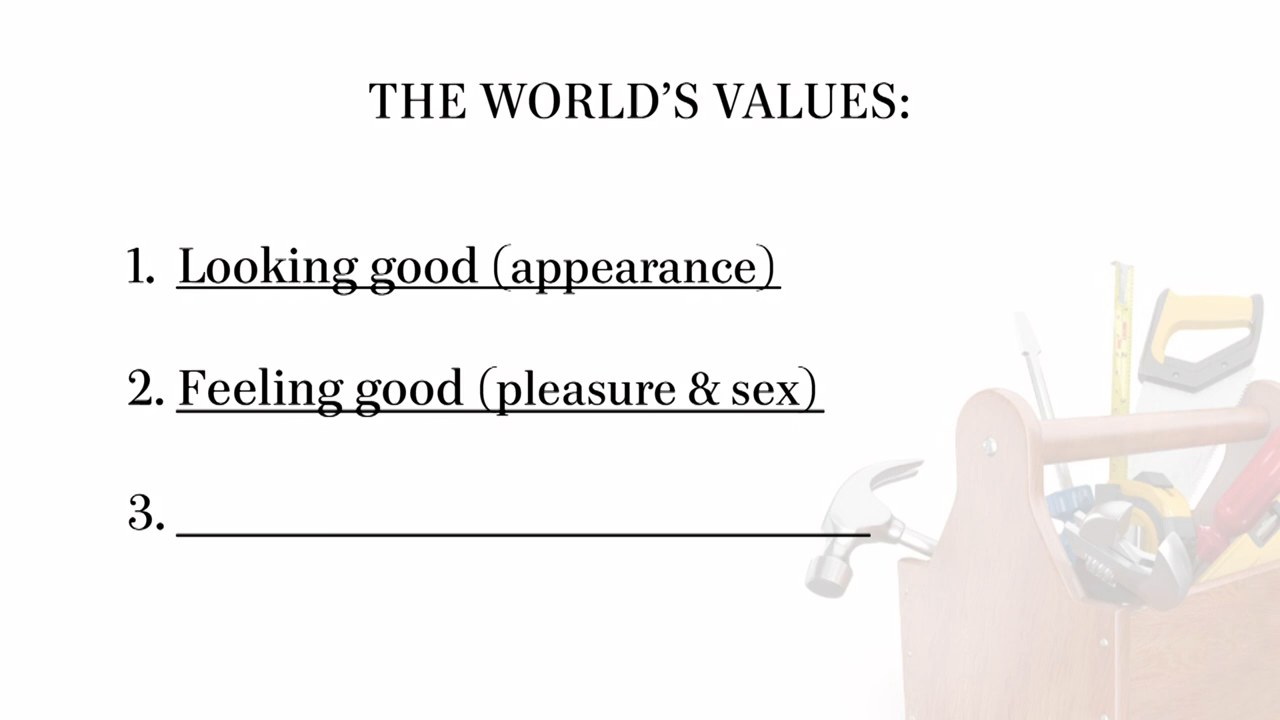 THE WORLD’S VALUES:
1. Looking good (appearance)
2. Feeling good (pleasure & sex)
3.